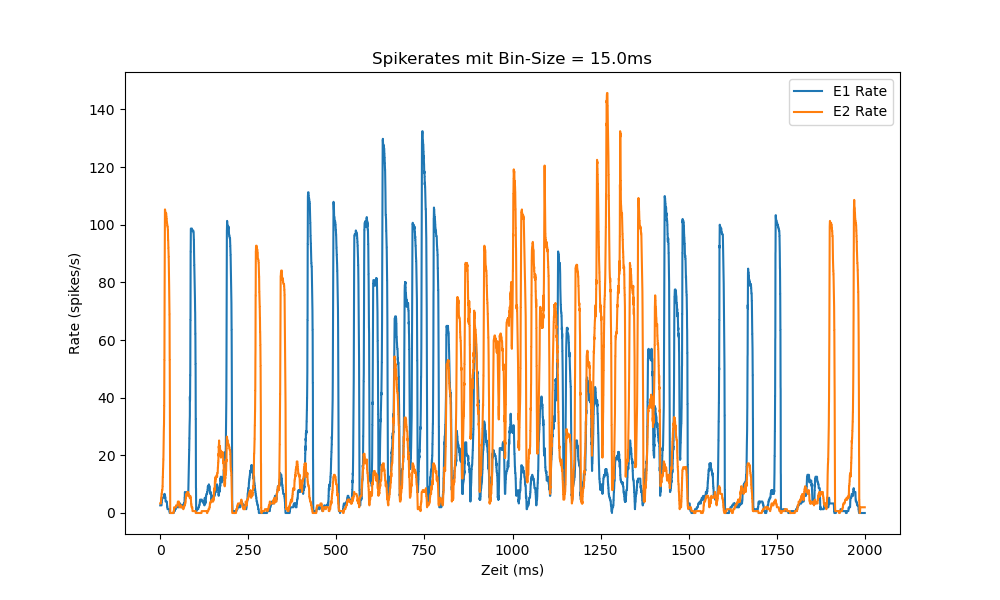 Spikerates mit Bin-Size = 15.0ms
E1 Rate
E2 Rate
Rate (spikes/s)
140
120
100
80
60
40
20
0
0 250 500 750 1000 1250 1500 1750 2000
Zeit (ms)